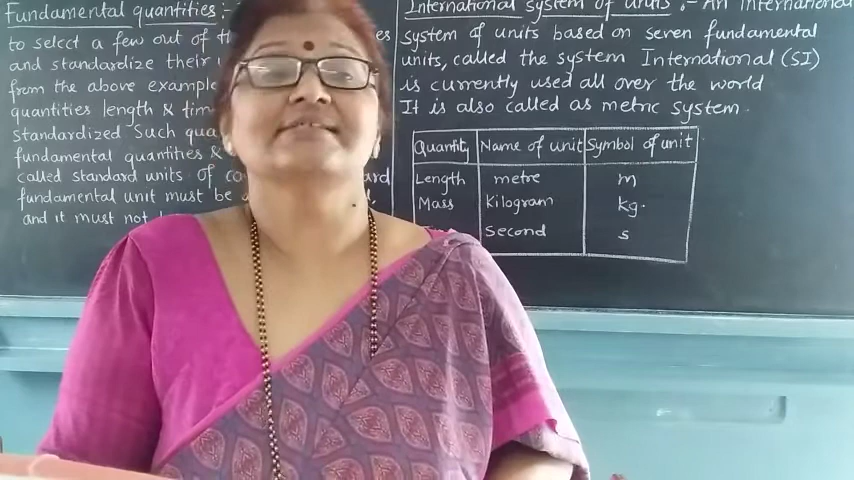 Fundamental quantities :-
to select a few out of
and standardize their
from the above example
quantities length & tim
standardized such qua
fundamental quantities &
called standard units of co ard
fundamental unit must be
and it must not
International system of units :- An International
system of units based on seven fundamental
units, called the system International (SI)
is currently used all over the world
It is also called as metric system.
Quantity Name of unit Symbol of unit
Length metre m
Mass Kilogram kg.
Second s